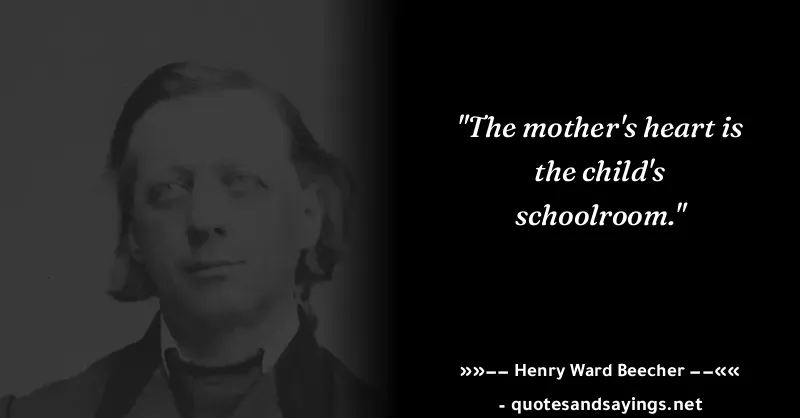 "The mother's heart is
the child's
schoolroom."
»»−− Henry Ward Beecher −−««
- quotesandsayings.net